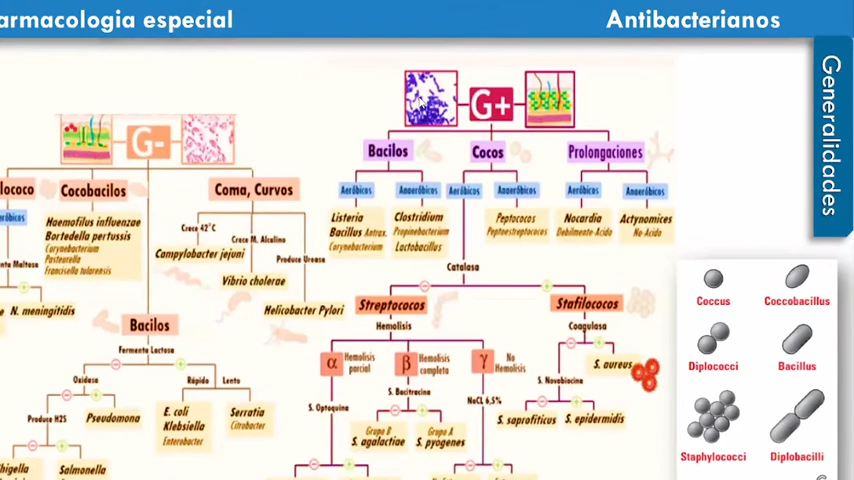 armacologia especial
Antibacterianos
Generalidades
G-
lococo
Cocobacilos
Coma, Curvos
Haemofilus influenzae
Bortedella pertussis
Corynebacterium
Pasteurella
Francisella tularensis
Crece 42°C
Campylobacter jejuni
Crece M. Alcalino
Vibrio cholerae
Produce Ureasa
Helicobacter Pylori
Maltosa
N. meningitidis
Bacilos
Fermenta Lactosa
Oxidasa
Rápido
Lento
Produce H2S
Pseudomona
E. coli
Klebsiella
Enterobacter
Serratia
Citrobacter
higella
Salmonella
G+
Bacilos
Cocos
Prolongaciones
Aeróbicos
Anaeróbicos
Aeróbicos
Anaeróbicos
Aeróbicos
Anaeróbicos
Listeria
Bacillus Antrax.
Corynebacterium
Clostridium
Propinebacterium
Lactobacillus
Peptococos
Peptoestreptococos
Nocardia
Debilmente-Acido
Actynomices
No-Acido
Catalasa
Streptococos
Stafilococos
Hemolisis
Coagulasa
α
Hemolisis
parcial
β
Hemolisis
completa
γ
No
Hemolisis
S. aureus
S. Optoquina
S. Bacitracina
NaCL 6,5%
S. Novobiocina
Grupo B
S. agalactiae
Grupo A
S. pyogenes
S. saprofiticus
S. epidermidis
Coccus
Coccobacillus
Diplococci
Bacillus
Staphylococci
Diplobacilli